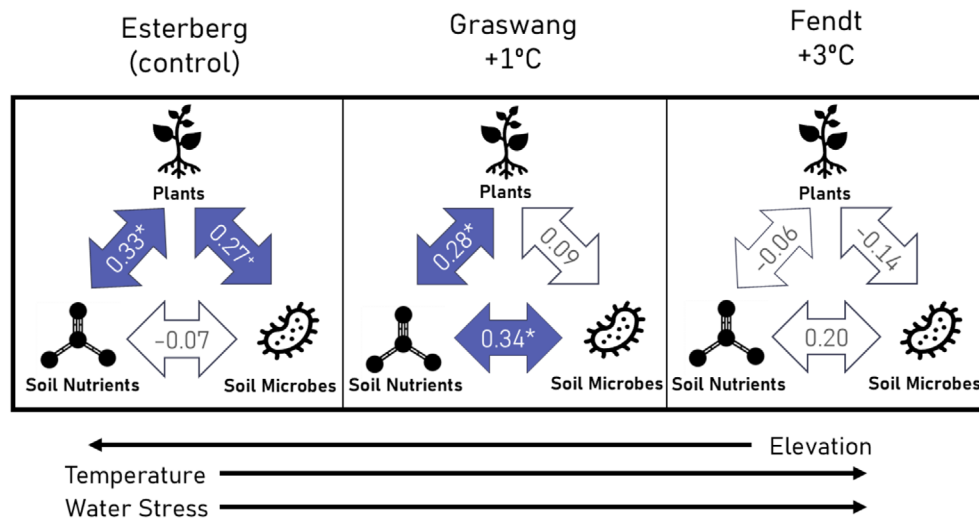 Esterberg
(control)
Graswang
+1°C
Fendt
+3°C
Plants
0.33*
0.27⁺
-0.07
Soil Nutrients
Soil Microbes
Plants
0.28*
0.09
0.34*
Soil Nutrients
Soil Microbes
Plants
-0.06
-0.14
0.20
Soil Nutrients
Soil Microbes
Elevation
Temperature
Water Stress